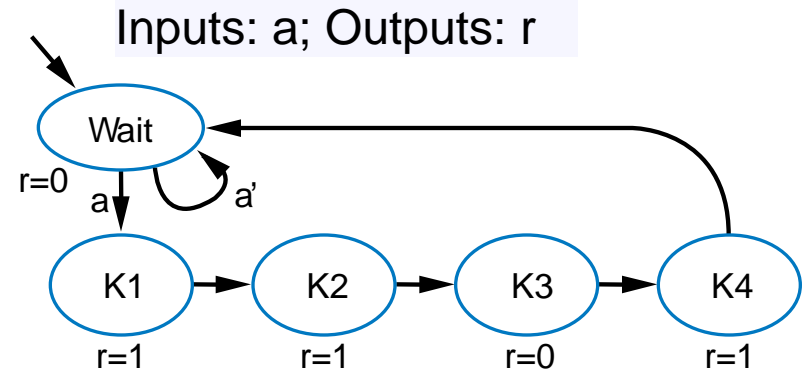 Inputs: a; Outputs: r
Wait
r=0
a
a’
K1
K2
K3
K4
r=1
r=1
r=0
r=1